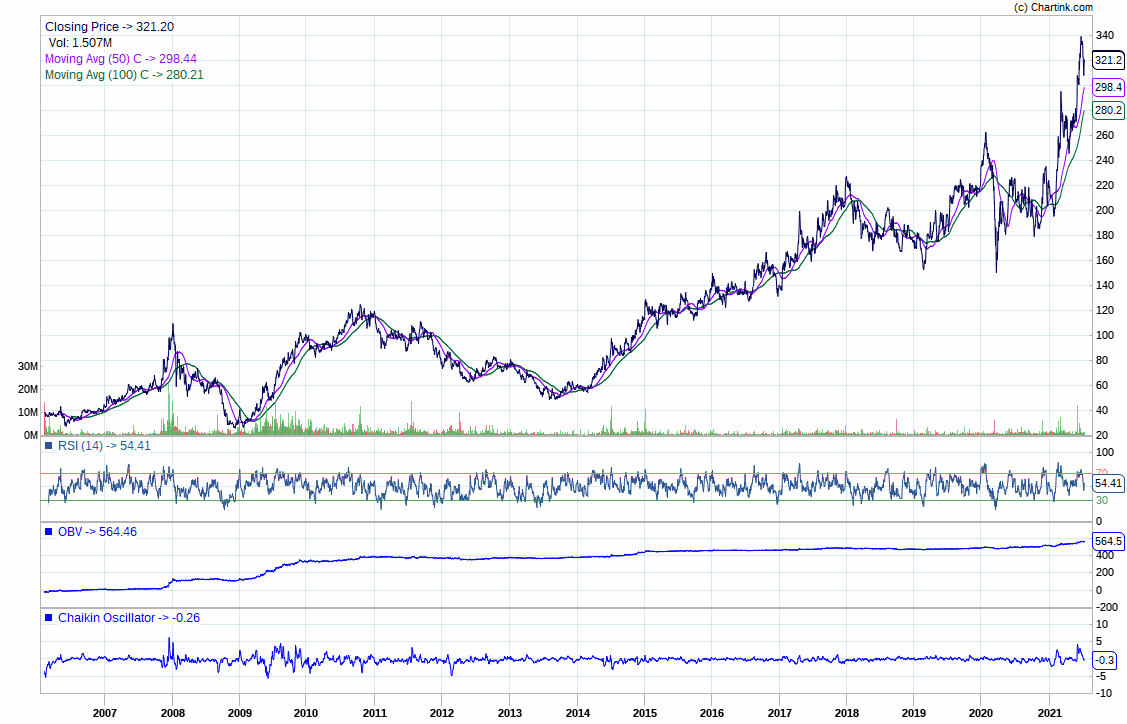 (c) Chartink.com
Closing Price -> 321.20
Vol: 1.507M
Moving Avg (50) C -> 298.44
Moving Avg (100) C -> 280.21
340
321.2
298.4
280.2
260
240
220
200
180
160
140
120
100
80
60
40
20
30M
20M
10M
0M
RSI (14) -> 54.41
100
70
54.41
30
0
OBV -> 564.46
564.5
400
200
0
-200
Chaikin Oscillator -> -0.26
10
5
-0.3
-5
-10
2007 2008 2009 2010 2011 2012 2013 2014 2015 2016 2017 2018 2019 2020 2021